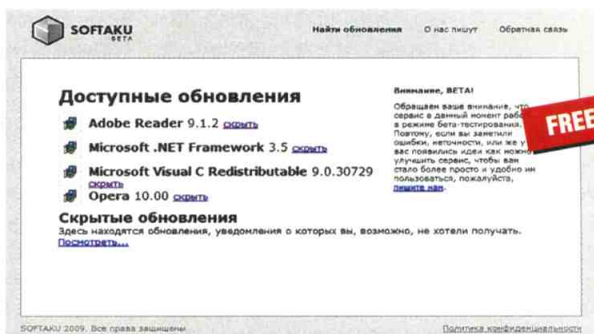 SOFTAKU
BETA
Найти обновления О нас пишут Обратная связь
Доступные обновления
Adobe Reader 9.1.2 скрыть
Microsoft .NET Framework 3.5 скрыть
Microsoft Visual C Redistributable 9.0.30729
скрыть
Opera 10.00 скрыть
Скрытые обновления
Здесь находятся обновления, уведомления о которых вы, возможно, не хотели получать.
Посмотреть...
Внимание, BETA!
Обращаем ваше внимание, что
сервис в данный момент
в режиме бета-тестирования.
Поэтому, если вы заметили
ошибки, неточности, или же у
вас появились идеи как можно
улучшить сервис, чтобы вам
стало более просто и удобно им
пользоваться, пожалуйста,
пишите нам.
FREE
SOFTAKU 2009. Все права защищены
Политика конфиденциальности